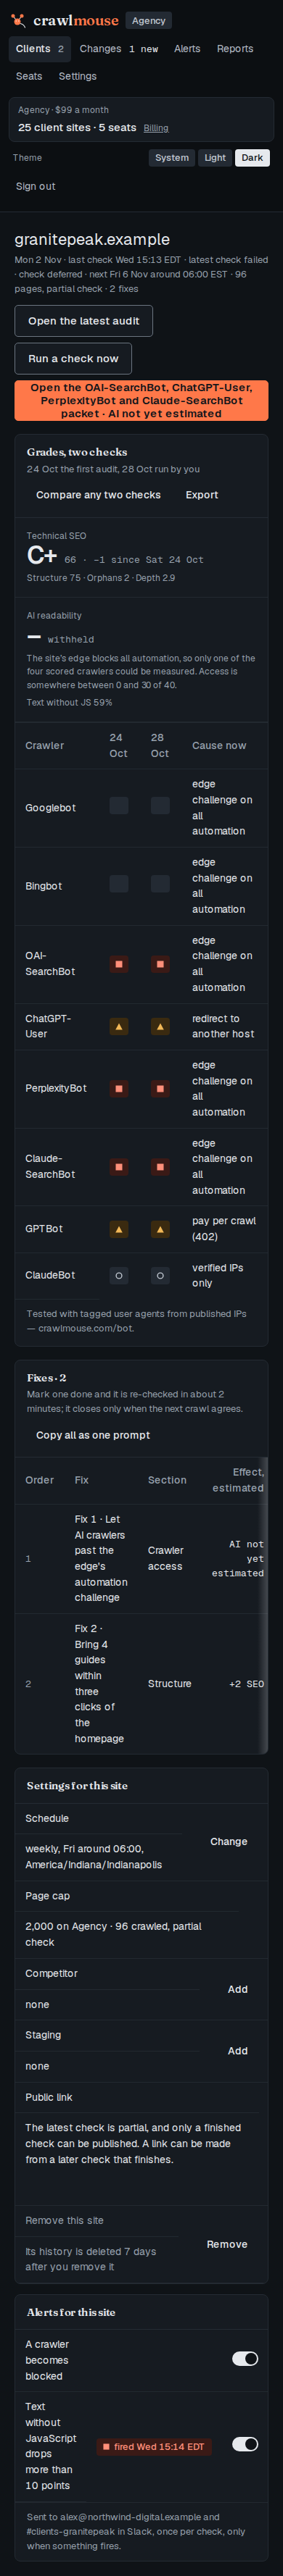 crawlmouse Agency
Clients 2 Changes 1 new Alerts Reports
Seats Settings
Agency · $99 a month
25 client sites · 5 seats Billing
Theme System Light Dark
Sign out
granitepeak.example
Mon 2 Nov · last check Wed 15:13 EDT · latest check failed
· check deferred · next Fri 6 Nov around 06:00 EST · 96
pages, partial check · 2 fixes
Open the latest audit
Run a check now
Open the OAI-SearchBot, ChatGPT-User,
PerplexityBot and Claude-SearchBot
packet · AI not yet estimated
Grades, two checks
24 Oct the first audit, 28 Oct run by you
Compare any two checks Export
Technical SEO
C+ 66 · −1 since Sat 24 Oct
Structure 75 · Orphans 2 · Depth 2.9
AI readability
— withheld
The site's edge blocks all automation, so only one of the
four scored crawlers could be measured. Access is
somewhere between 0 and 30 of 40.
Text without JS 59%
Crawler 24 Oct 28 Oct Cause now
Googlebot edge challenge on all automation
Bingbot edge challenge on all automation
OAI-SearchBot edge challenge on all automation
ChatGPT-User redirect to another host
PerplexityBot edge challenge on all automation
Claude-SearchBot edge challenge on all automation
GPTBot pay per crawl (402)
ClaudeBot verified IPs only
Tested with tagged user agents from published IPs
— crawlmouse.com/bot.
Fixes · 2
Mark one done and it is re-checked in about 2
minutes; it closes only when the next crawl agrees.
Copy all as one prompt
Order Fix Section Effect, estimated
1 Fix 1 · Let AI crawlers past the edge's automation challenge Crawler access AI not yet estimated
2 Fix 2 · Bring 4 guides within three clicks of the homepage Structure +2 SEO
Settings for this site
Schedule
weekly, Fri around 06:00,
America/Indiana/Indianapolis
Change
Page cap
2,000 on Agency · 96 crawled, partial
check
Competitor
none
Add
Staging
none
Add
Public link
The latest check is partial, and only a finished
check can be published. A link can be made
from a later check that finishes.
Remove this site
Its history is deleted 7 days
after you remove it
Remove
Alerts for this site
A crawler
becomes
blocked
Text
without
JavaScript
drops
more than
10 points
fired Wed 15:14 EDT
Sent to alex@northwind-digital.example and
#clients-granitepeak in Slack, once per check, only
when something fires.